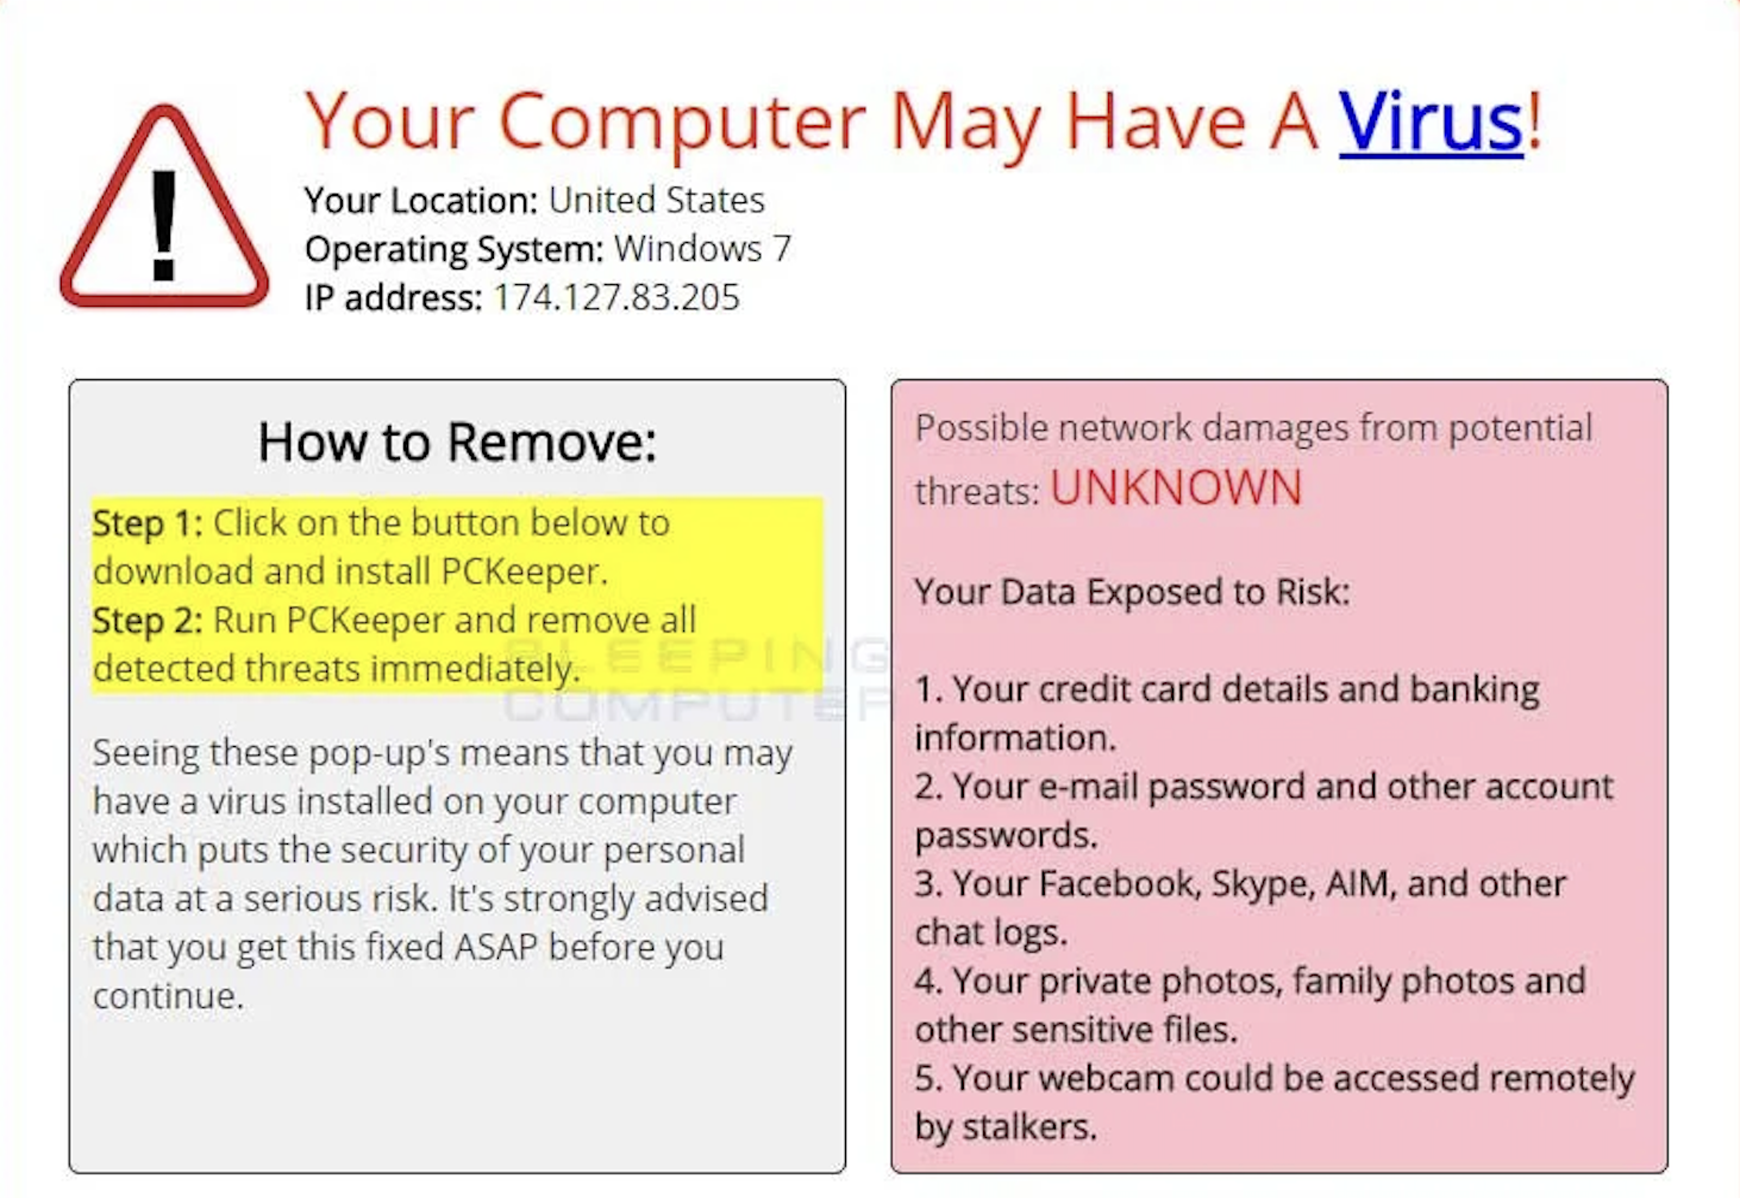 Your Computer May Have A Virus!
Your Location: United States
Operating System: Windows 7
IP address: 174.127.83.205
How to Remove:
Step 1: Click on the button below to
download and install PCKeeper.
Step 2: Run PCKeeper and remove all
detected threats immediately.
Seeing these pop-up's means that you may
have a virus installed on your computer
which puts the security of your personal
data at a serious risk. It's strongly advised
that you get this fixed ASAP before you
continue.
Possible network damages from potential
threats: UNKNOWN
Your Data Exposed to Risk:
1. Your credit card details and banking
information.
2. Your e-mail password and other account
passwords.
3. Your Facebook, Skype, AIM, and other
chat logs.
4. Your private photos, family photos and
other sensitive files.
5. Your webcam could be accessed remotely
by stalkers.
BLEEPING
COMPUTER